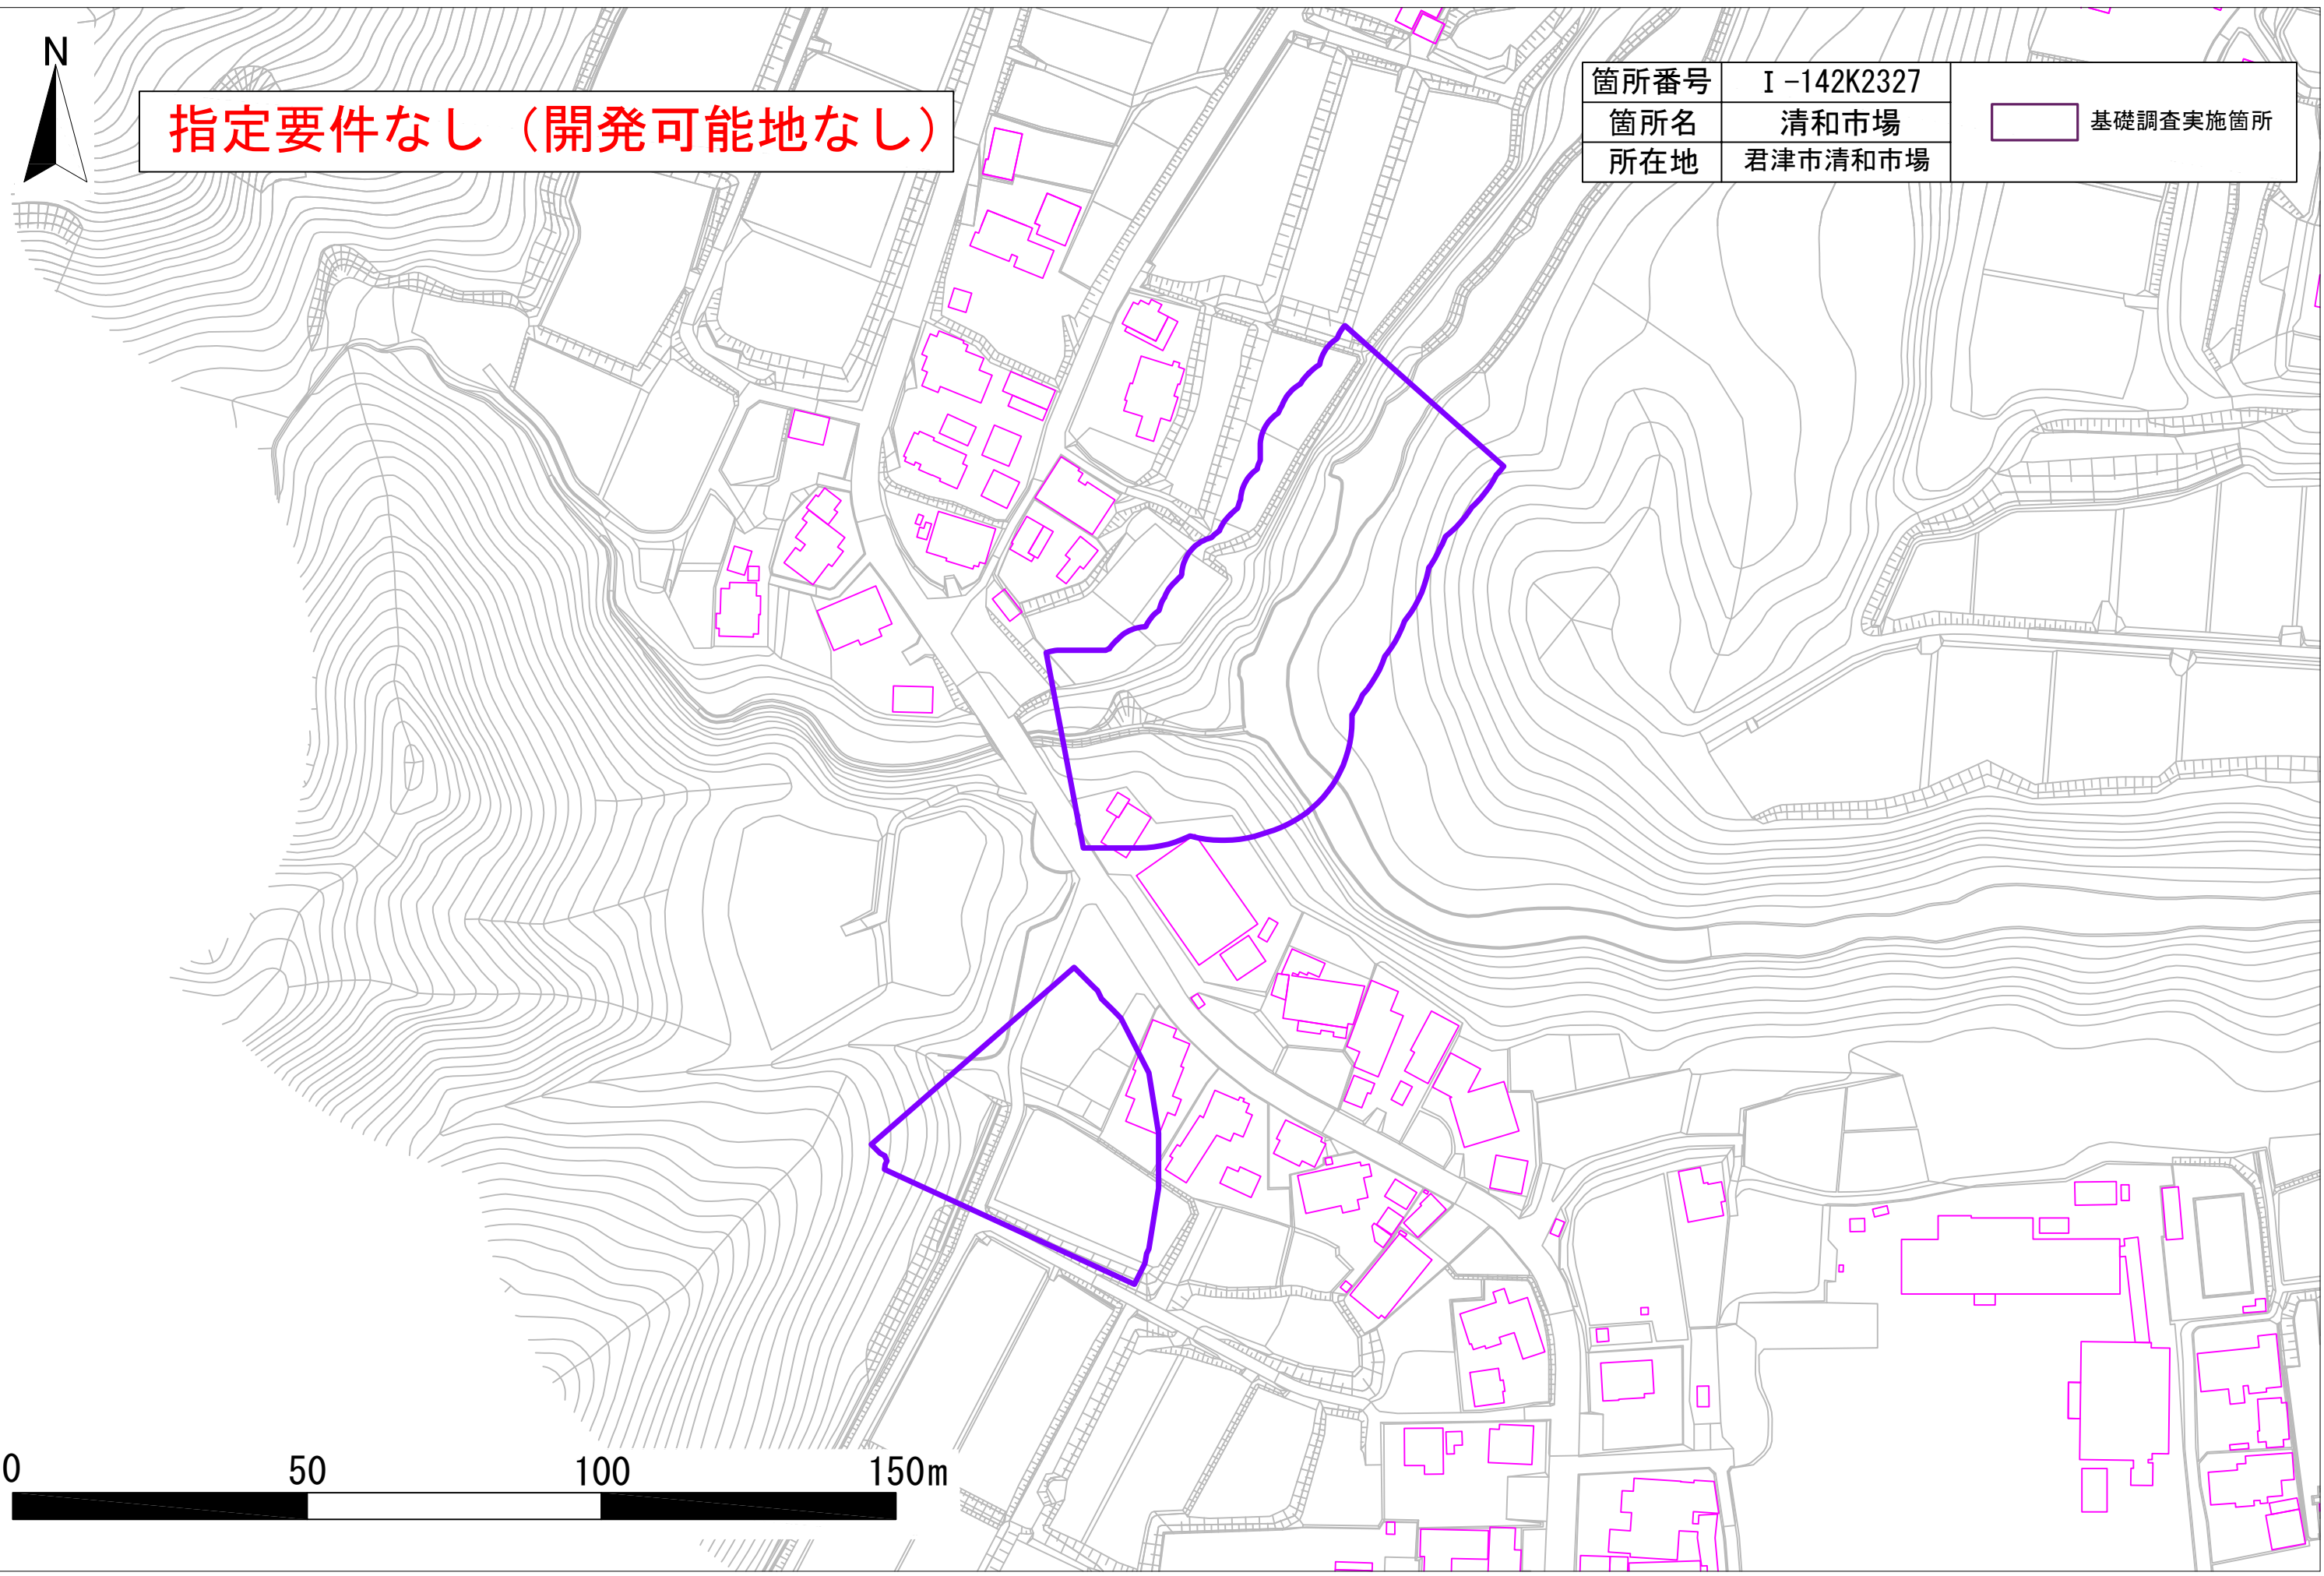 N
指定要件なし（開発可能地なし）
箇所番号 Ⅰ-142K2327
箇所名 清和市場
所在地 君津市清和市場
基礎調査実施箇所
0 50 100 150m